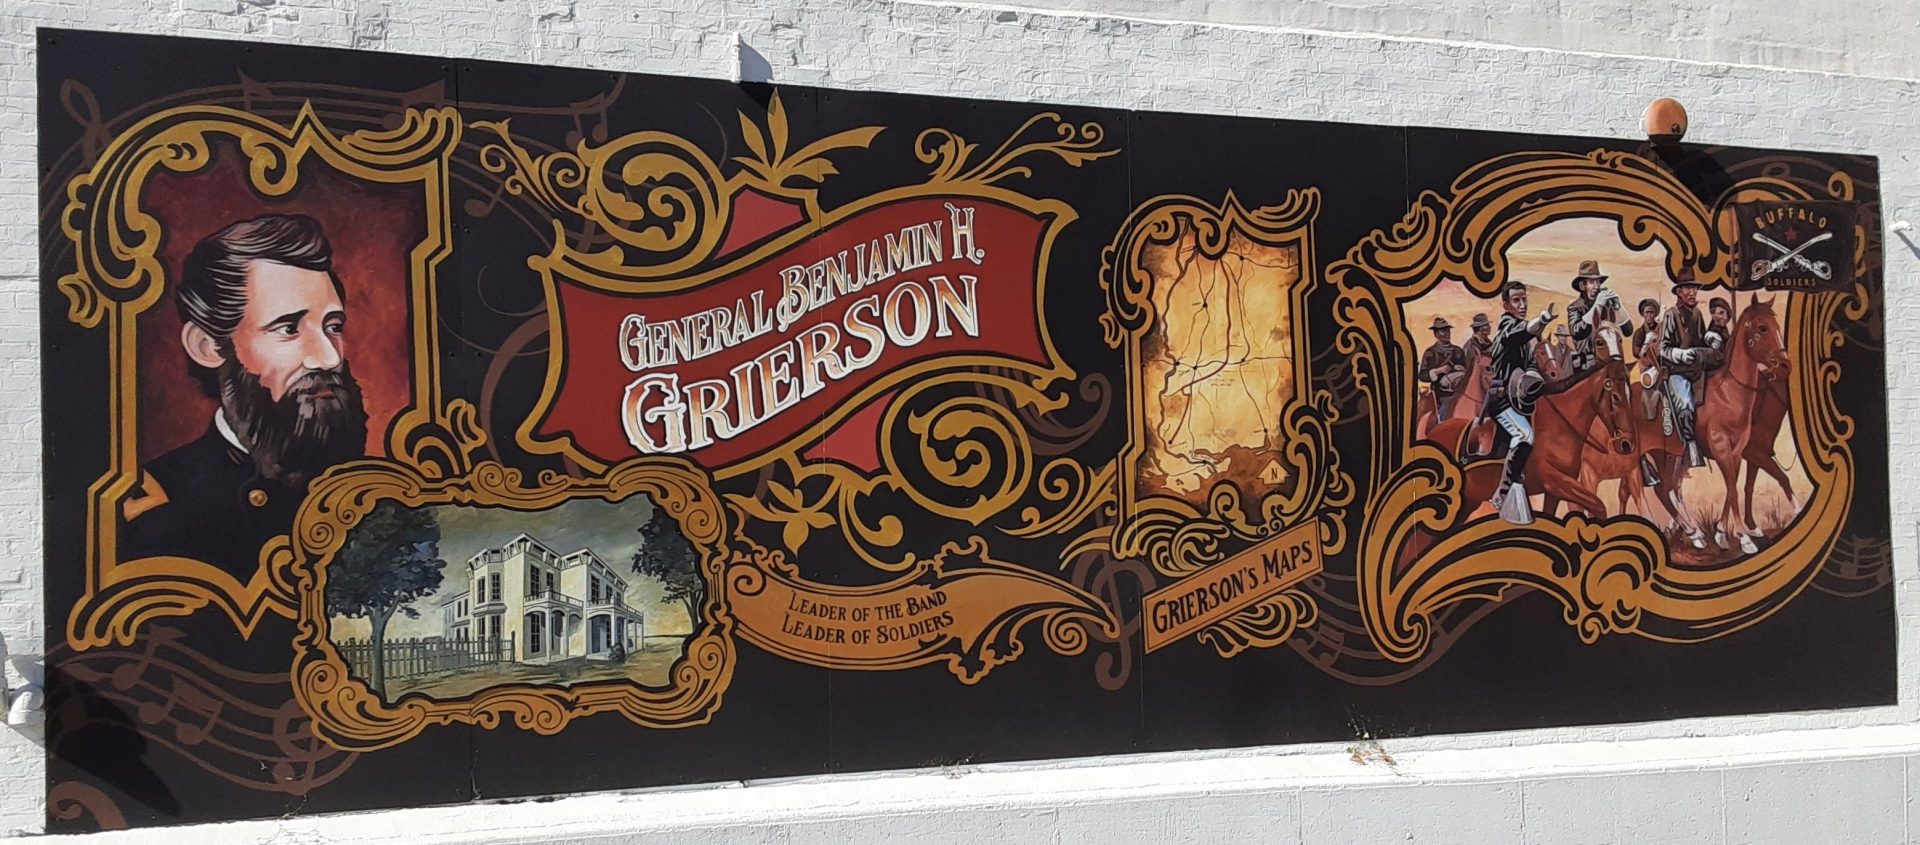 General Benjamin H.
Grierson
Leader of the Band
Leader of Soldiers
N
Grierson's Maps
Buffalo
Soldiers